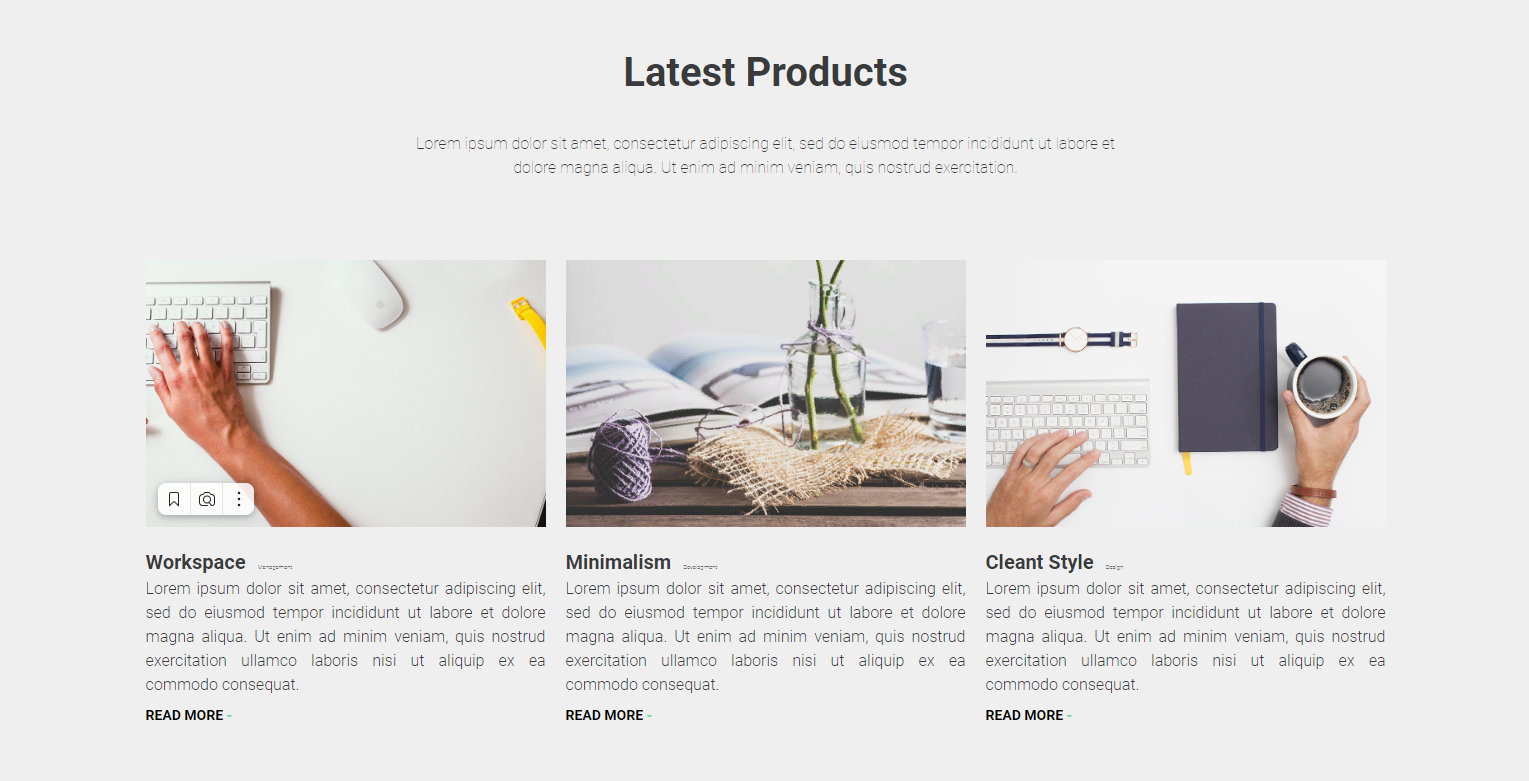 Latest Products
Lorem ipsum dolor sit amet, consectetur adipiscing elit, sed do eiusmod tempor incididunt ut labore et
dolore magna aliqua. Ut enim ad minim veniam, quis nostrud exercitation.
Workspace Management
Lorem ipsum dolor sit amet, consectetur adipiscing elit,
sed do eiusmod tempor incididunt ut labore et dolore
magna aliqua. Ut enim ad minim veniam, quis nostrud
exercitation ullamco laboris nisi ut aliquip ex ea
commodo consequat.
READ MORE -
Minimalism Development
Lorem ipsum dolor sit amet, consectetur adipiscing elit,
sed do eiusmod tempor incididunt ut labore et dolore
magna aliqua. Ut enim ad minim veniam, quis nostrud
exercitation ullamco laboris nisi ut aliquip ex ea
commodo consequat.
READ MORE -
Cleant Style Design
Lorem ipsum dolor sit amet, consectetur adipiscing elit,
sed do eiusmod tempor incididunt ut labore et dolore
magna aliqua. Ut enim ad minim veniam, quis nostrud
exercitation ullamco laboris nisi ut aliquip ex ea
commodo consequat.
READ MORE -